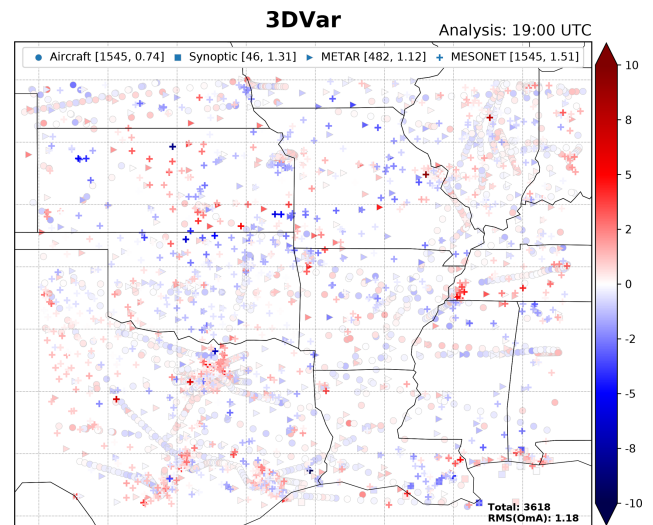 3DVar
Analysis: 19:00 UTC
Aircraft [1545, 0.74] Synoptic [46, 1.31] METAR [482, 1.12] MESONET [1545, 1.51]
10
8
5
2
0
-2
-5
-8
-10
Total: 3618
RMS(OmA): 1.18